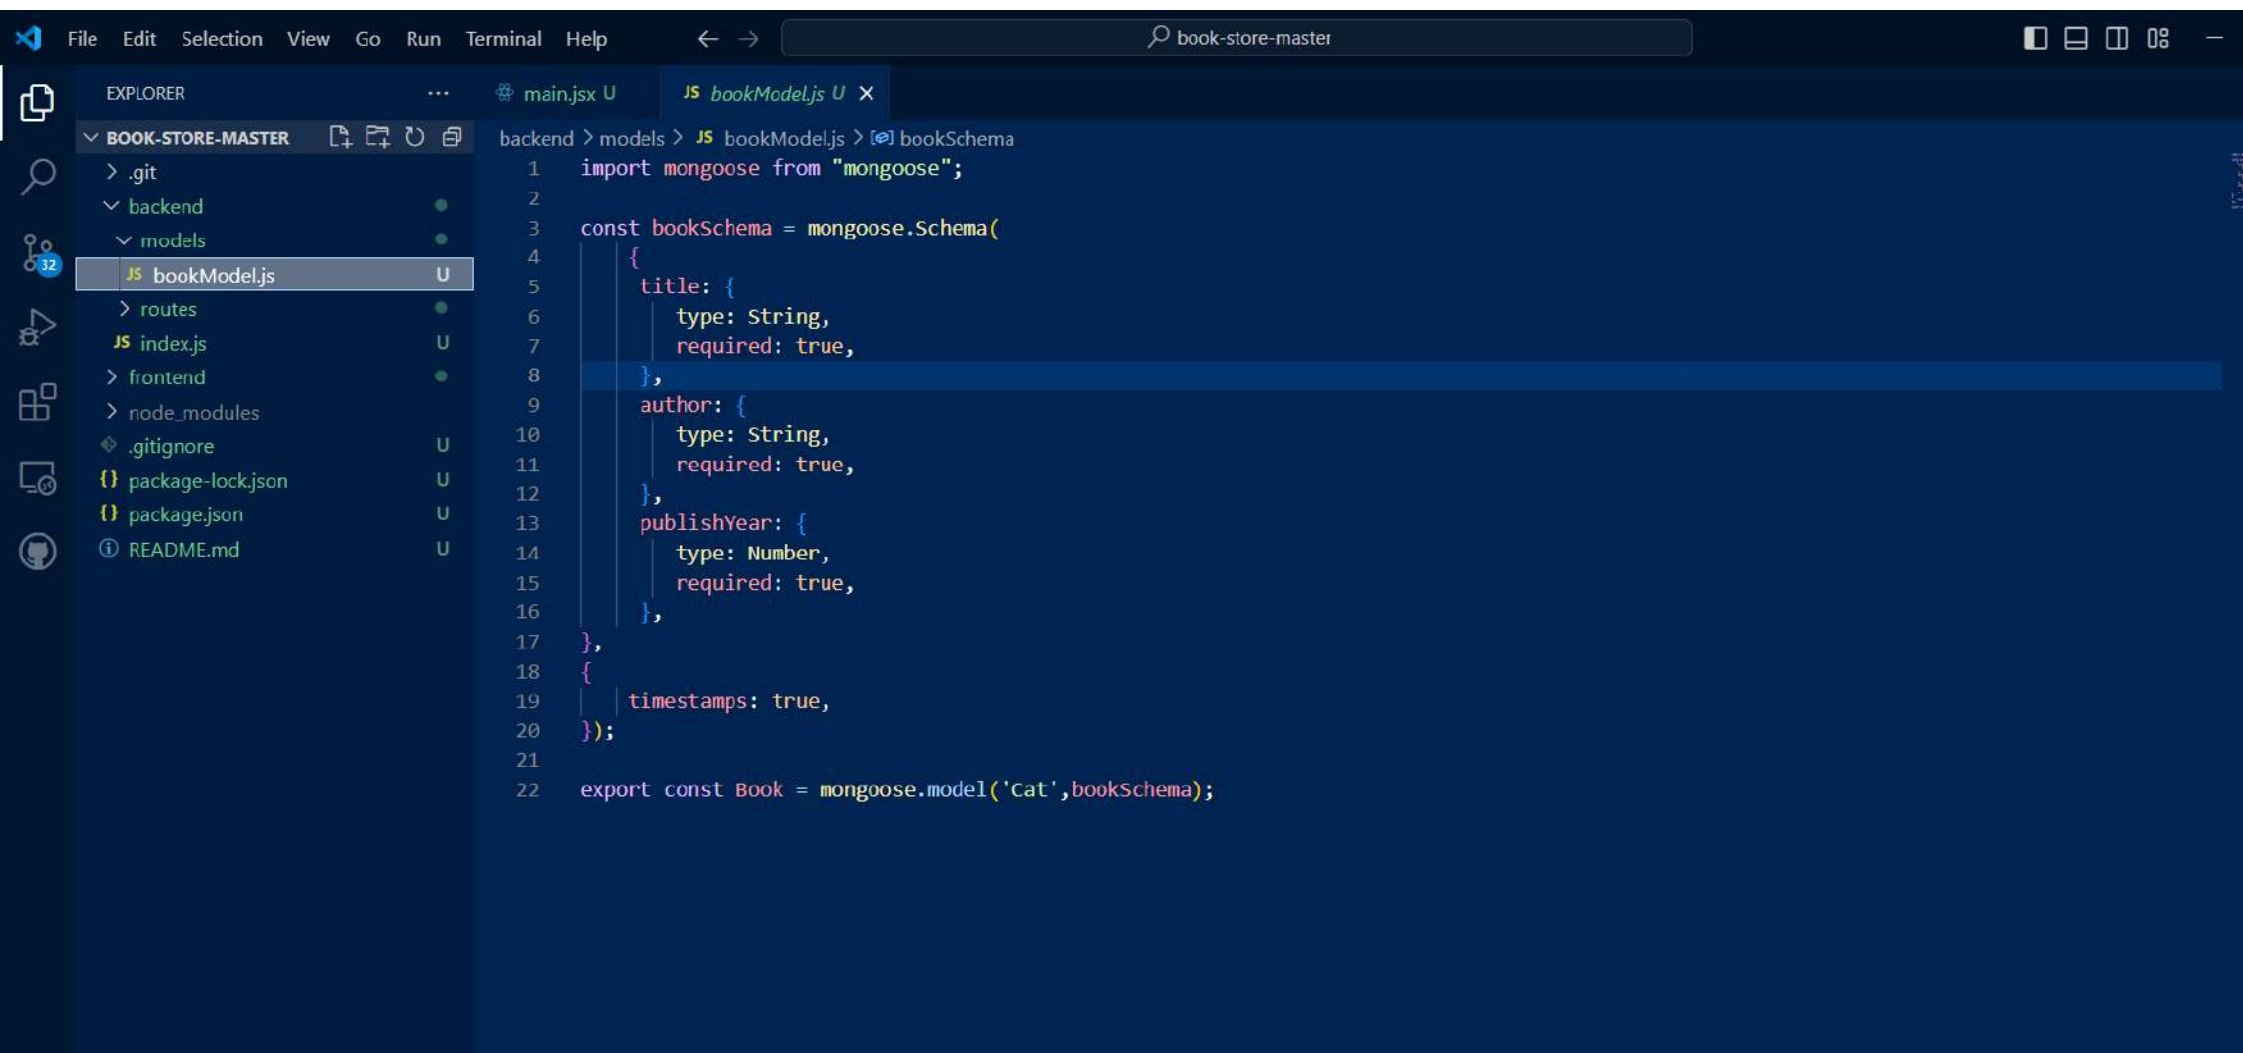 File Edit Selection View Go Run Terminal Help
book-store-master
EXPLORER
main.jsx U
JS bookModel.js U
BOOK-STORE-MASTER
backend > models > JS bookModel.js > bookSchema
.git
backend
models
JS bookModel.js U
routes
JS index.js U
frontend
node_modules
.gitignore U
{} package-lock.json U
{} package.json U
README.md U
32
1 import mongoose from "mongoose";
2
3 const bookSchema = mongoose.Schema(
4 {
5 title: {
6 type: String,
7 required: true,
8 },
9 author: {
10 type: String,
11 required: true,
12 },
13 publishYear: {
14 type: Number,
15 required: true,
16 },
17 },
18 {
19 timestamps: true,
20 });
21
22 export const Book = mongoose.model('Cat',bookSchema);